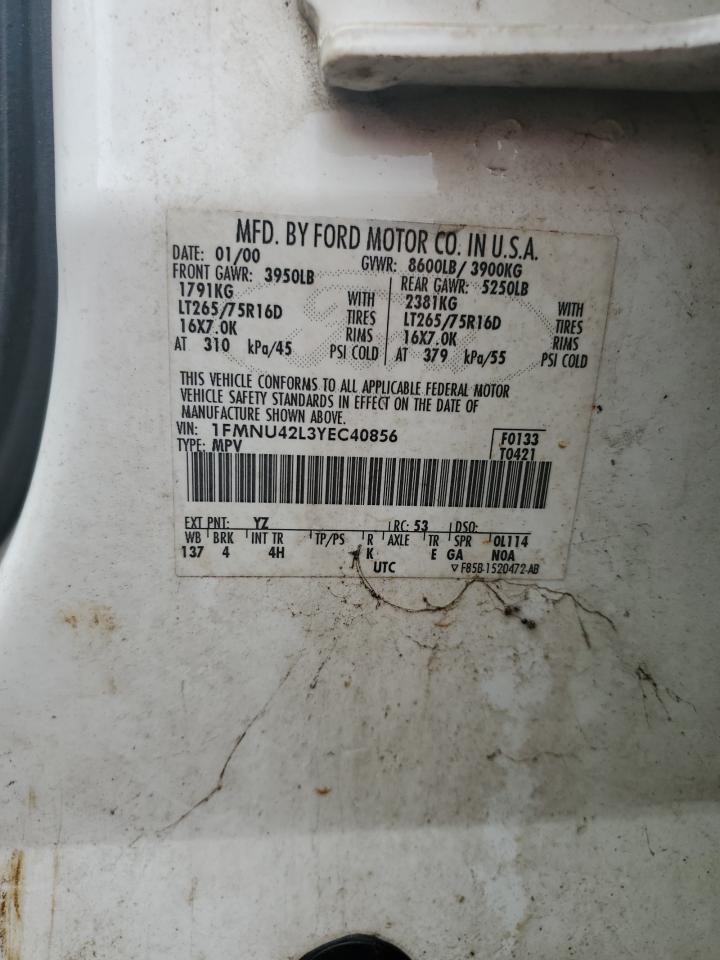 MFD. BY FORD MOTOR CO. IN U.S.A.
DATE: 01/00 GVWR: 8600LB/ 3900KG
FRONT GAWR: 3950LB REAR GAWR: 5250LB
1791KG WITH 2381KG WITH
LT265/75R16D TIRES LT265/75R16D TIRES
16X7.0K RIMS 16X7.0K RIMS
AT 310 kPa/45 PSI COLD AT 379 kPa/55 PSI COLD
THIS VEHICLE CONFORMS TO ALL APPLICABLE FEDERAL MOTOR
VEHICLE SAFETY STANDARDS IN EFFECT ON THE DATE OF
MANUFACTURE SHOWN ABOVE.
VIN: 1FMNU42L3YEC40856 F0133
TYPE: MPV T0421
EXT PNT: YZ RC: 53 DSO:
WB BRK INT TR TP/PS R AXLE TR SPR 0L114
137 4 4H K E GA N0A
UTC ▽ F85B-1520472-AB